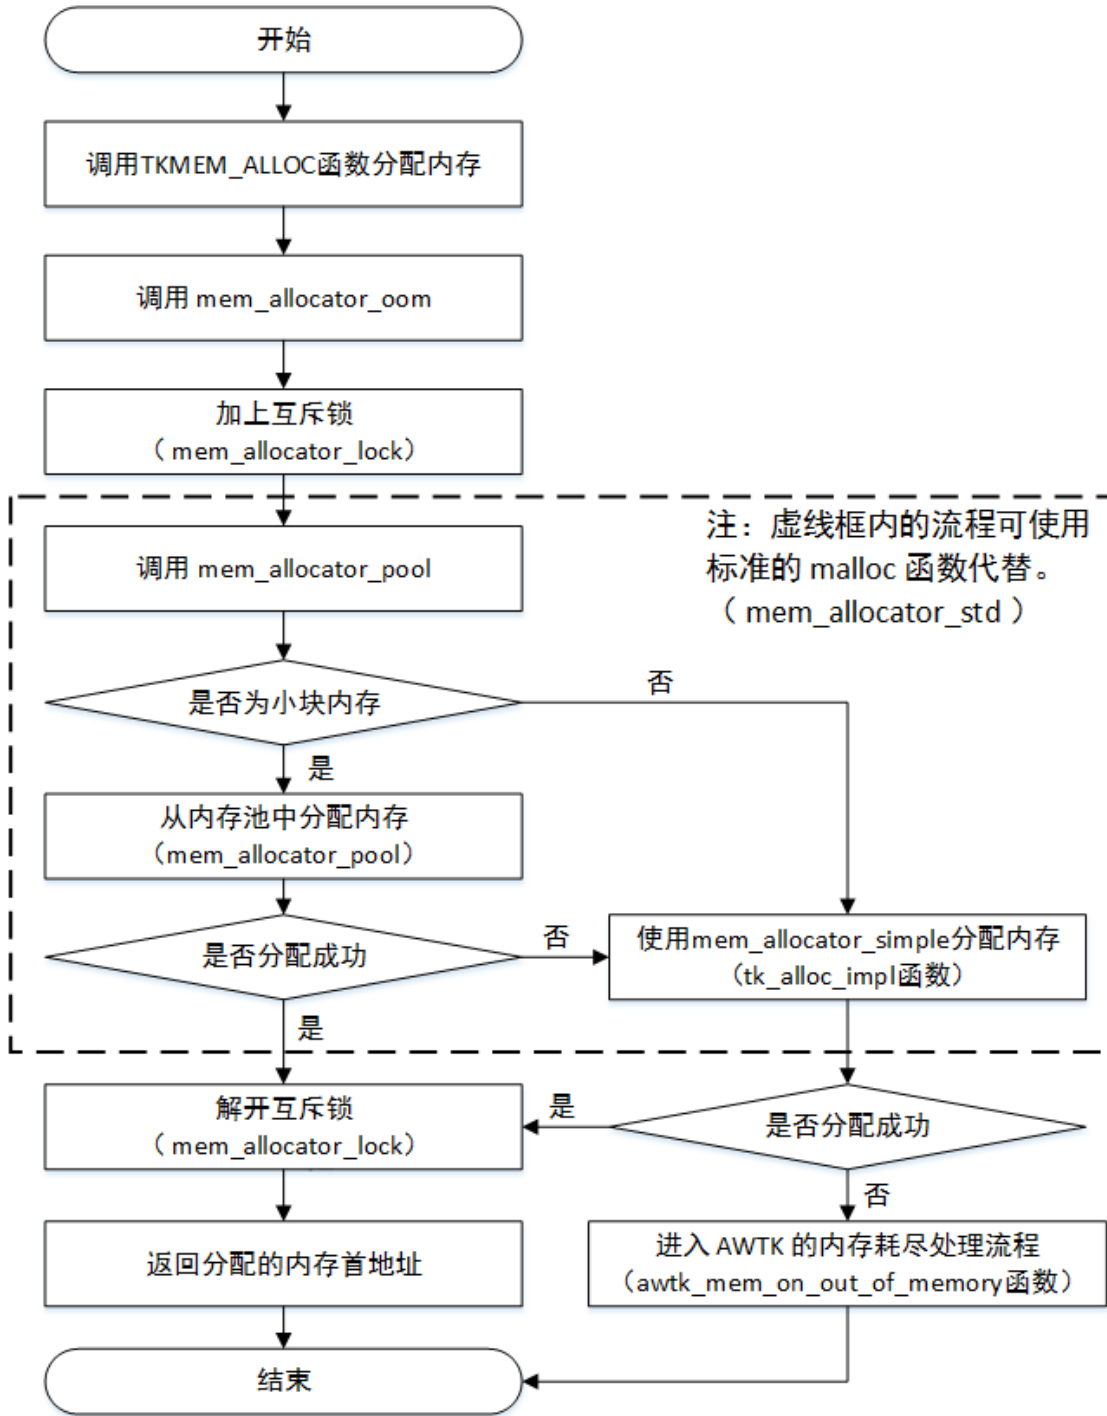 开始
调用TKMEM_ALLOC函数分配内存
调用 mem_allocator_oom
加上互斥锁
（ mem_allocator_lock）
注：虚线框内的流程可使用
标准的 malloc 函数代替。
（ mem_allocator_std ）
调用 mem_allocator_pool
是否为小块内存
否
是
从内存池中分配内存
（mem_allocator_pool）
是否分配成功
否
使用mem_allocator_simple分配内存
（tk_alloc_impl函数）
是
解开互斥锁
（ mem_allocator_lock）
是
是否分配成功
否
返回分配的内存首地址
进入 AWTK 的内存耗尽处理流程
（awtk_mem_on_out_of_memory函数）
结束